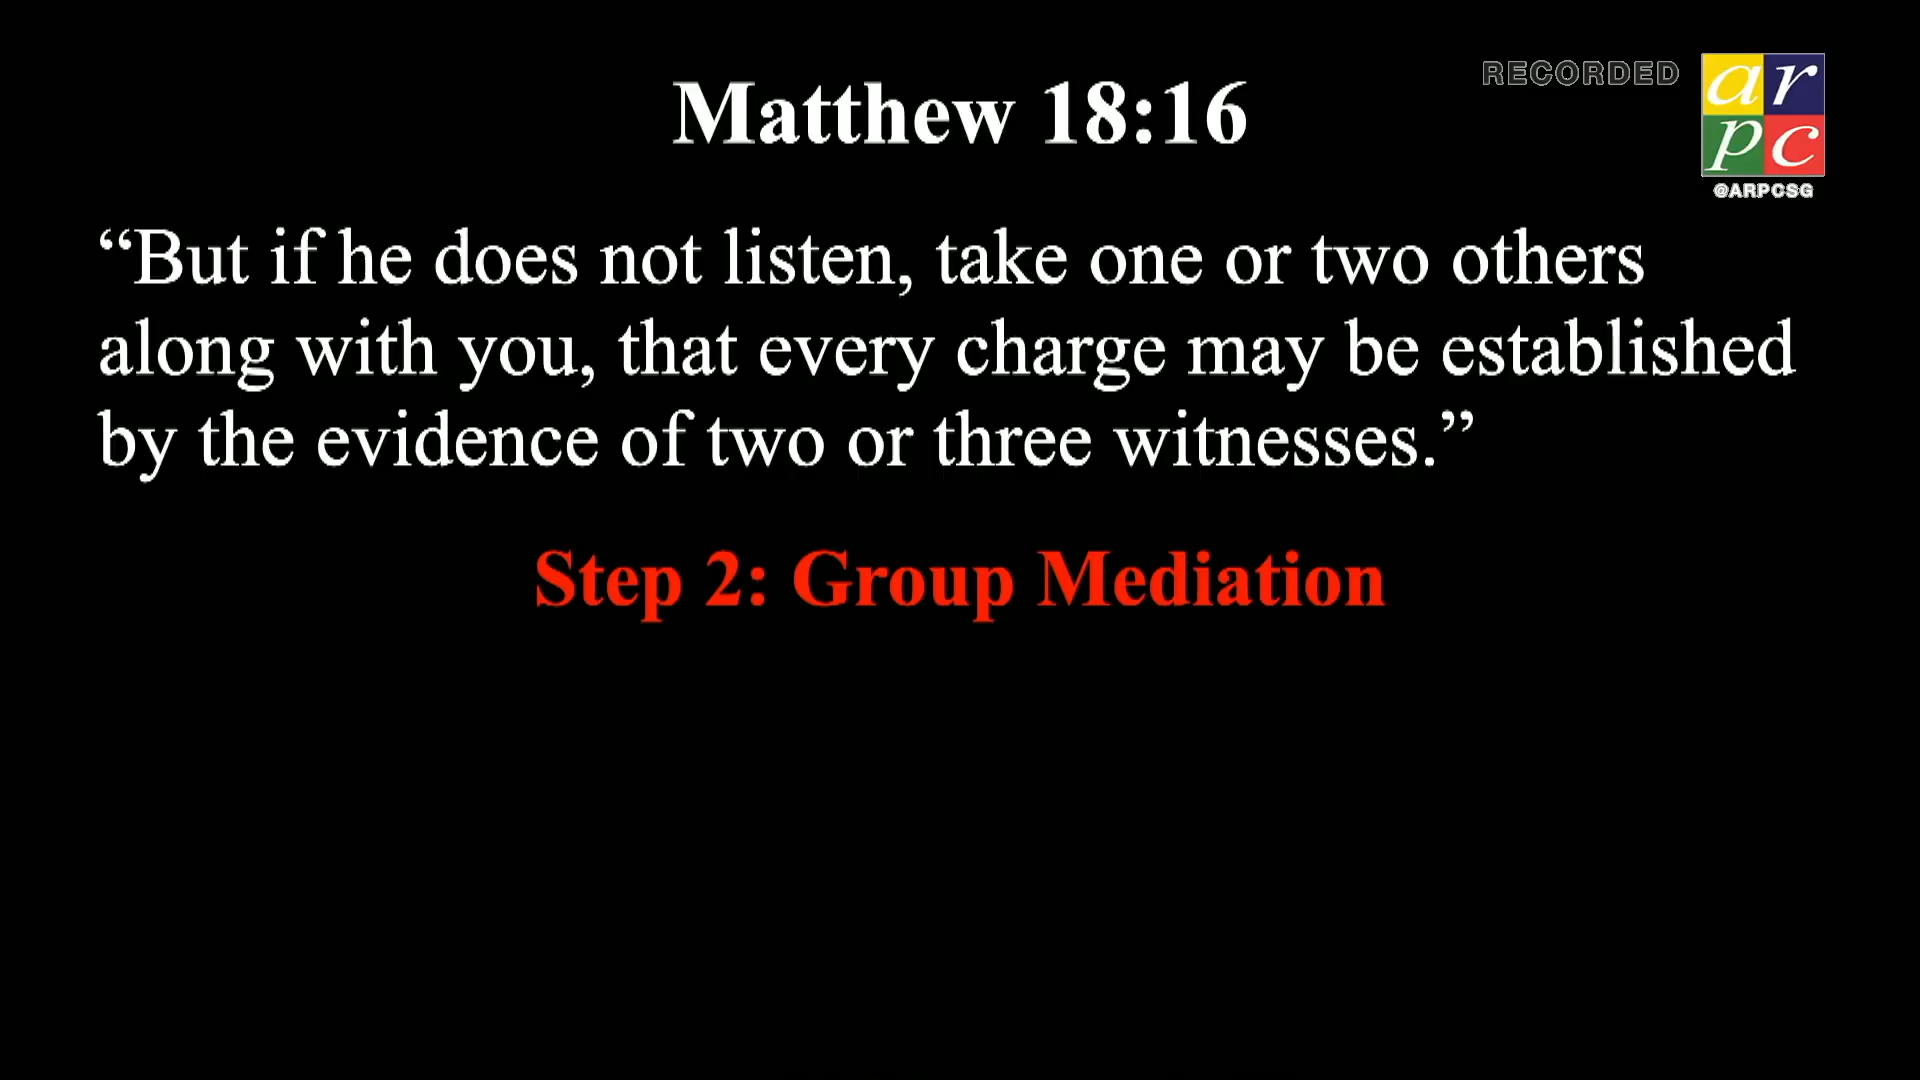 RECORDED
ar
pc
@ARPCSG
Matthew 18:16
“But if he does not listen, take one or two others
along with you, that every charge may be established
by the evidence of two or three witnesses.”
Step 2: Group Mediation